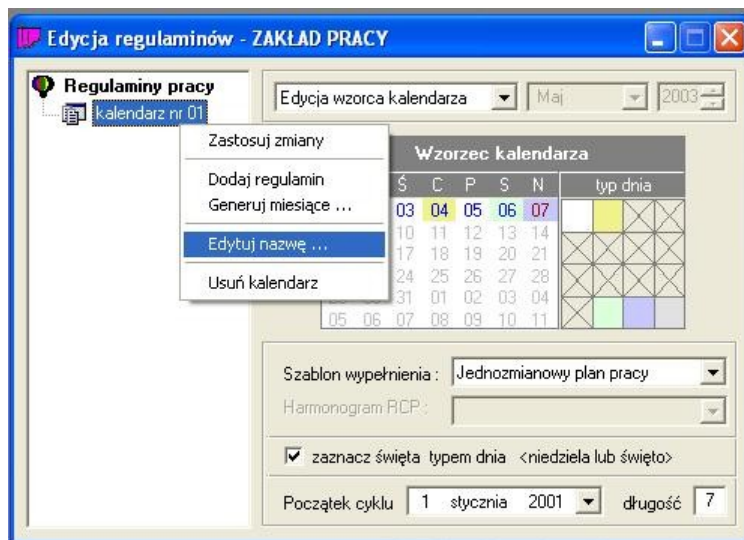 Edycja regulaminów - ZAKŁAD PRACY
Regulaminy pracy
kalendarz nr 01
Zastosuj zmiany
Dodaj regulamin
Generuj miesiące ...
Edytuj nazwę ...
Usuń kalendarz
Edycja wzorca kalendarza Maj 2003
Wzorzec kalendarza
Ś C P S N typ dnia
03 04 05 06 07
10 11 12 13 14
17 18 19 20 21
24 25 26 27 28
31 01 02 03 04
05 06 07 08 09 10 11
Szablon wypełnienia : Jednozmianowy plan pracy
Harmonogram RCP :
zaznacz święta typem dnia <niedziela lub święto>
Początek cyklu 1 stycznia 2001 długość 7